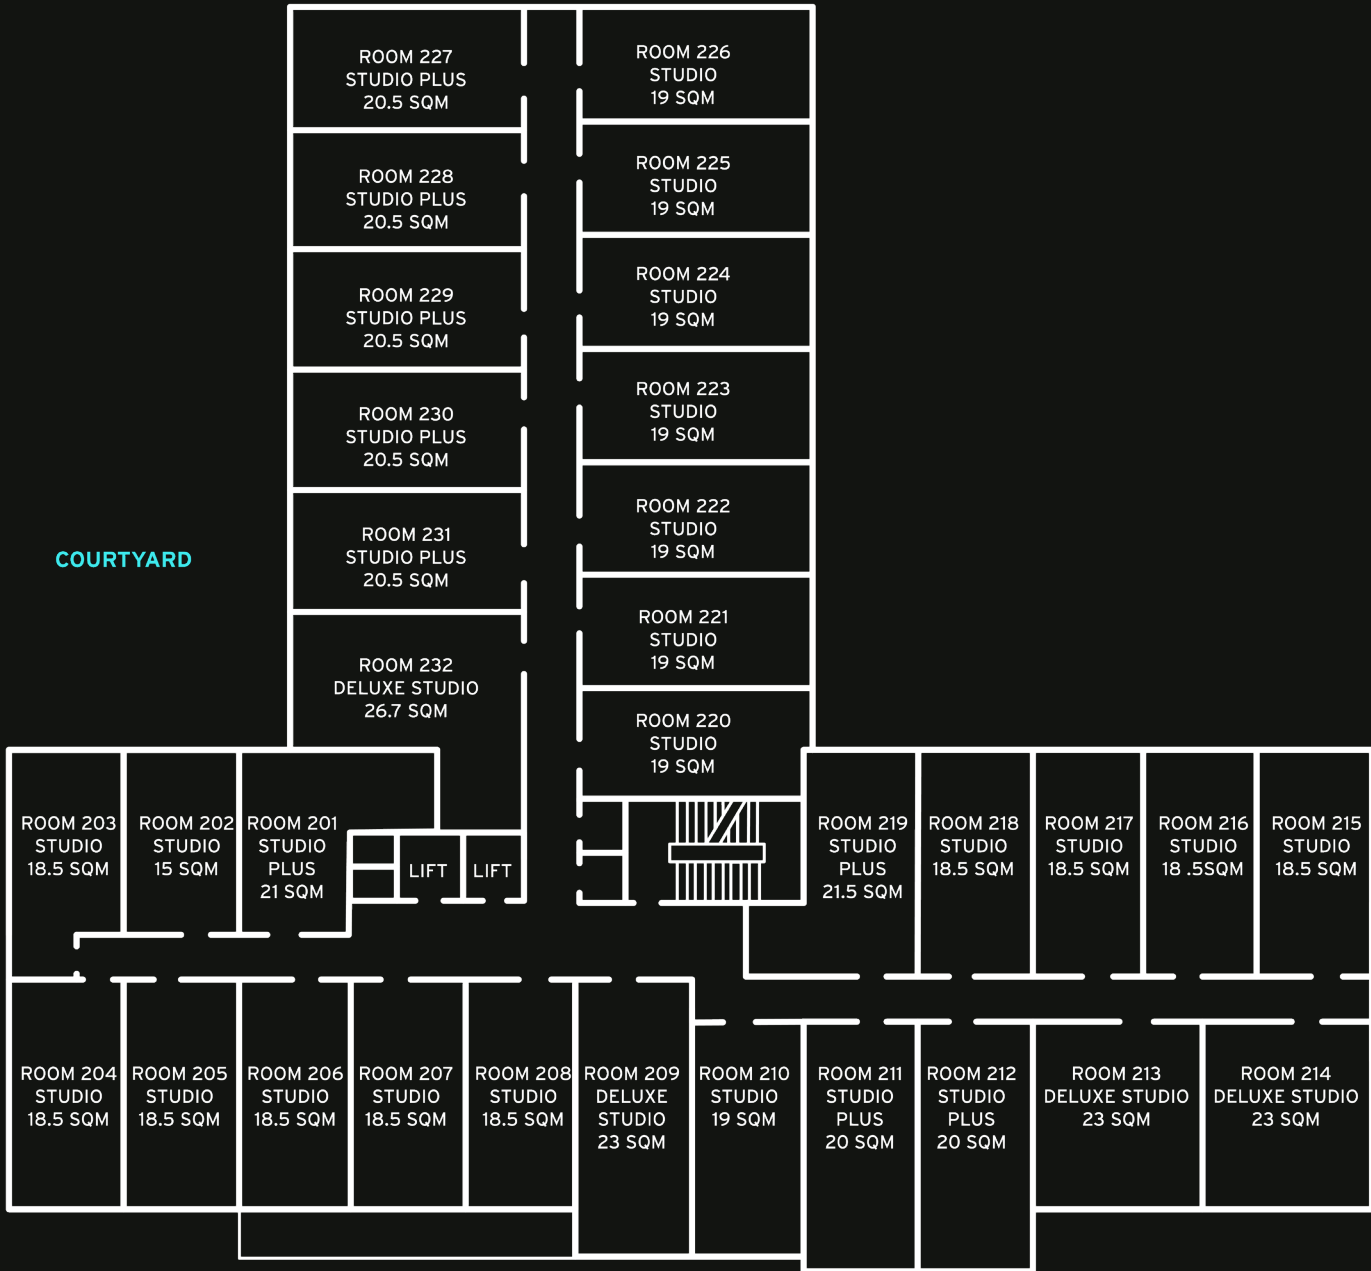 ROOM 227
STUDIO PLUS
20.5 SQM
ROOM 226
STUDIO
19 SQM
ROOM 228
STUDIO PLUS
20.5 SQM
ROOM 225
STUDIO
19 SQM
ROOM 229
STUDIO PLUS
20.5 SQM
ROOM 224
STUDIO
19 SQM
ROOM 230
STUDIO PLUS
20.5 SQM
ROOM 223
STUDIO
19 SQM
COURTYARD
ROOM 231
STUDIO PLUS
20.5 SQM
ROOM 222
STUDIO
19 SQM
ROOM 232
DELUXE STUDIO
26.7 SQM
ROOM 221
STUDIO
19 SQM
ROOM 220
STUDIO
19 SQM
ROOM 203
STUDIO
18.5 SQM
ROOM 202
STUDIO
15 SQM
ROOM 201
STUDIO
PLUS
21 SQM
LIFT
LIFT
ROOM 219
STUDIO
PLUS
21.5 SQM
ROOM 218
STUDIO
18.5 SQM
ROOM 217
STUDIO
18.5 SQM
ROOM 216
STUDIO
18 .5SQM
ROOM 215
STUDIO
18.5 SQM
ROOM 204
STUDIO
18.5 SQM
ROOM 205
STUDIO
18.5 SQM
ROOM 206
STUDIO
18.5 SQM
ROOM 207
STUDIO
18.5 SQM
ROOM 208
STUDIO
18.5 SQM
ROOM 209
DELUXE
STUDIO
23 SQM
ROOM 210
STUDIO
19 SQM
ROOM 211
STUDIO
PLUS
20 SQM
ROOM 212
STUDIO
PLUS
20 SQM
ROOM 213
DELUXE STUDIO
23 SQM
ROOM 214
DELUXE STUDIO
23 SQM